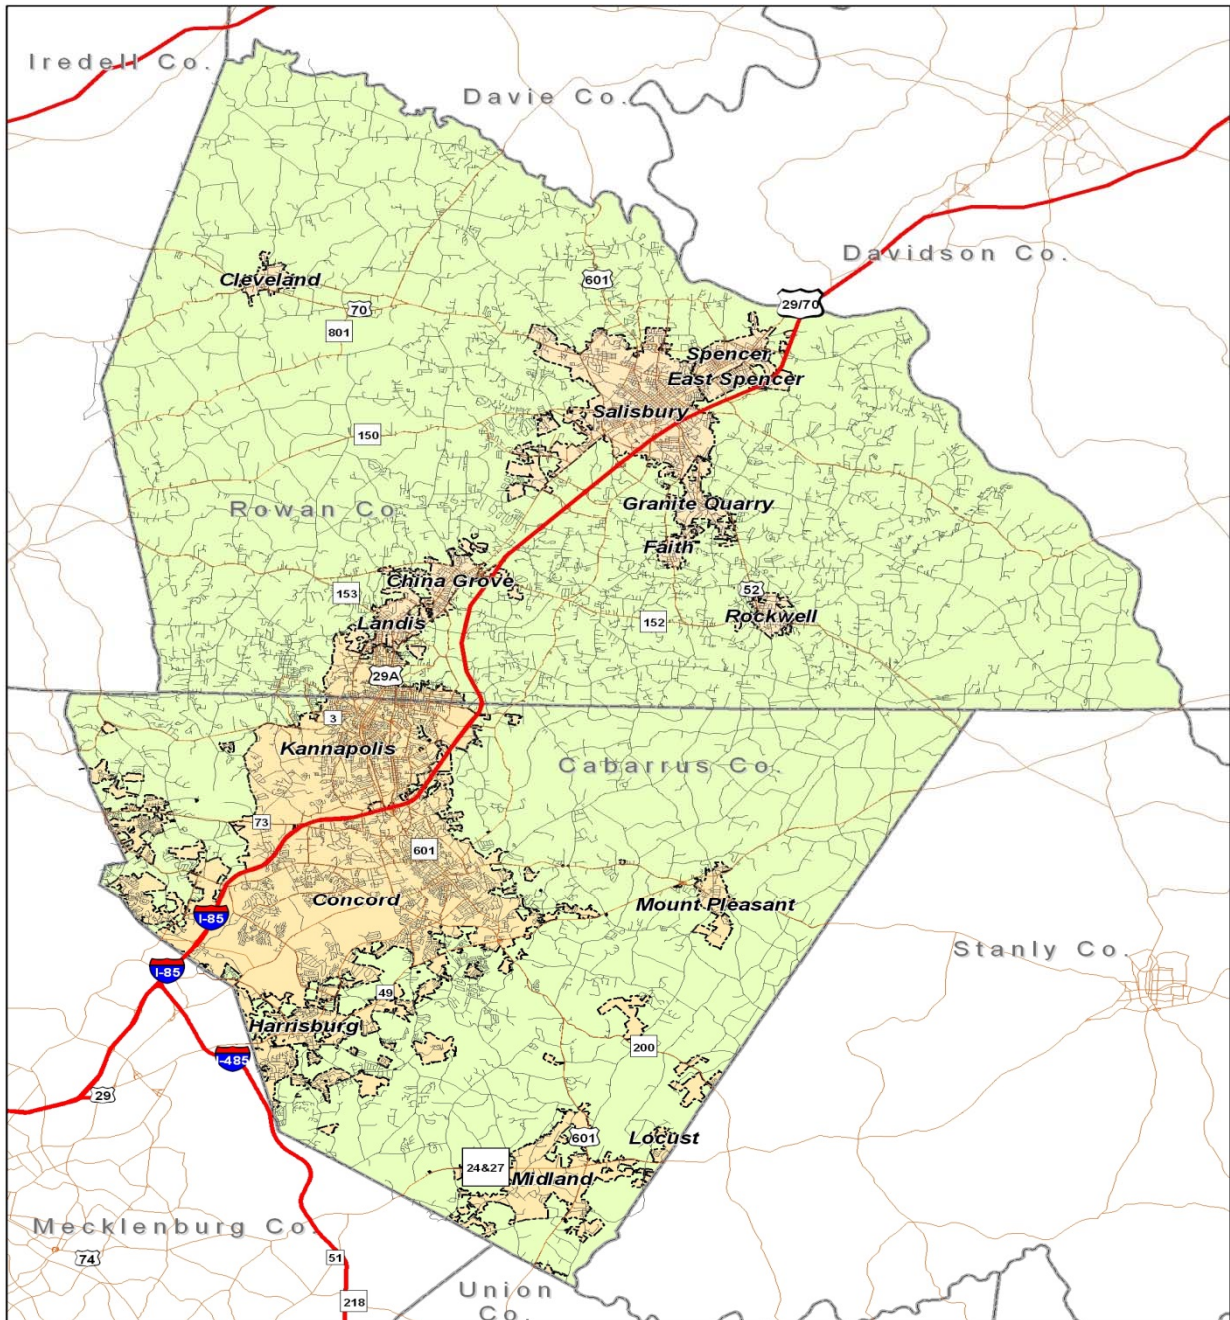 Iredell Co.
Davie Co.
Davidson Co.
Cleveland
601
29/70
70
801
Spencer
East Spencer
Salisbury
150
Rowan Co
Granite Quarry
Faith
China Grove
153
52
Rockwell
Landis
152
29A
3
Kannapolis
Cabarrus Co.
73
601
Concord
Mount Pleasant
I-85
Stanly Co.
I-85
49
Harrisburg
200
I-485
29
601
Locust
24&27
Midland
Mecklenburg Co.
74
51
Union
Co.
218